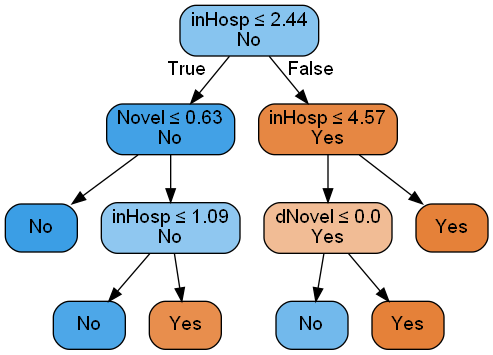 inHosp ≤ 2.44
No
True
False
Novel ≤ 0.63
No
inHosp ≤ 4.57
Yes
No
inHosp ≤ 1.09
No
dNovel ≤ 0.0
Yes
Yes
No
Yes
No
Yes